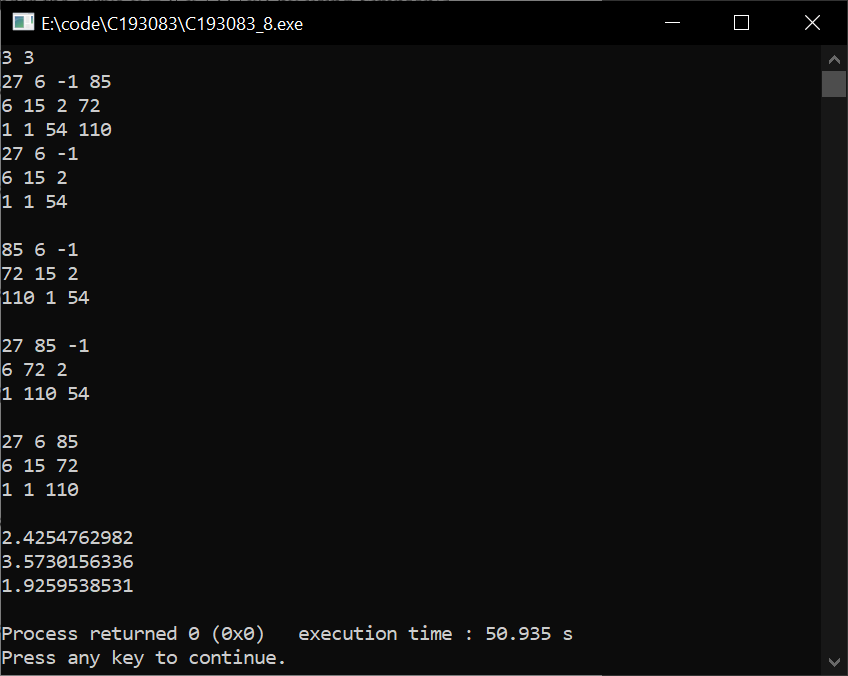 E:\code\C193083\C193083_8.exe
3 3
27 6 -1 85
6 15 2 72
1 1 54 110
27 6 -1
6 15 2
1 1 54
85 6 -1
72 15 2
110 1 54
27 85 -1
6 72 2
1 110 54
27 6 85
6 15 72
1 1 110
2.4254762982
3.5730156336
1.9259538531
Process returned 0 (0x0)   execution time : 50.935 s
Press any key to continue.